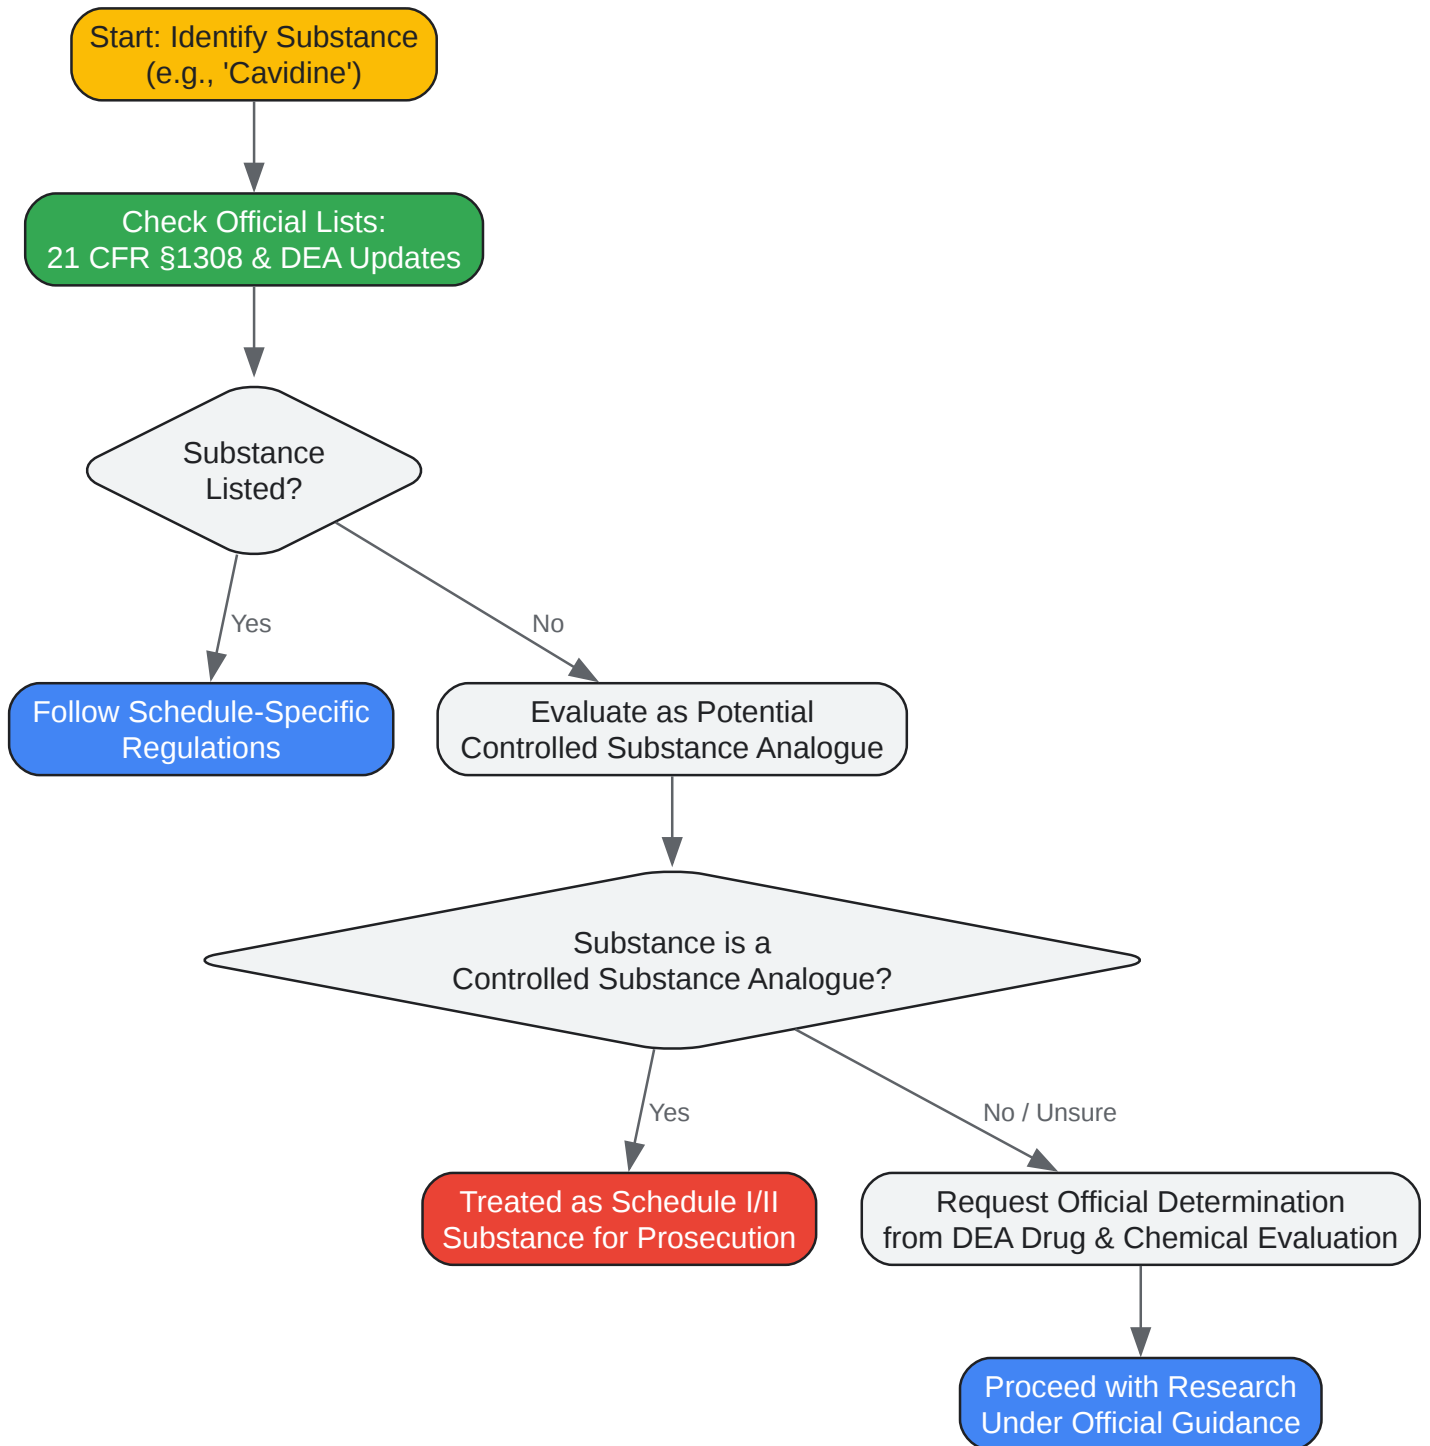 Start: Identify Substance
(e.g., 'Cavidine')
Check Official Lists:
21 CFR §1308 & DEA Updates
Substance
Listed?
Yes
No
Follow Schedule-Specific
Regulations
Evaluate as Potential
Controlled Substance Analogue
Substance is a
Controlled Substance Analogue?
Yes
No / Unsure
Treated as Schedule I/II
Substance for Prosecution
Request Official Determination
from DEA Drug & Chemical Evaluation
Proceed with Research
Under Official Guidance